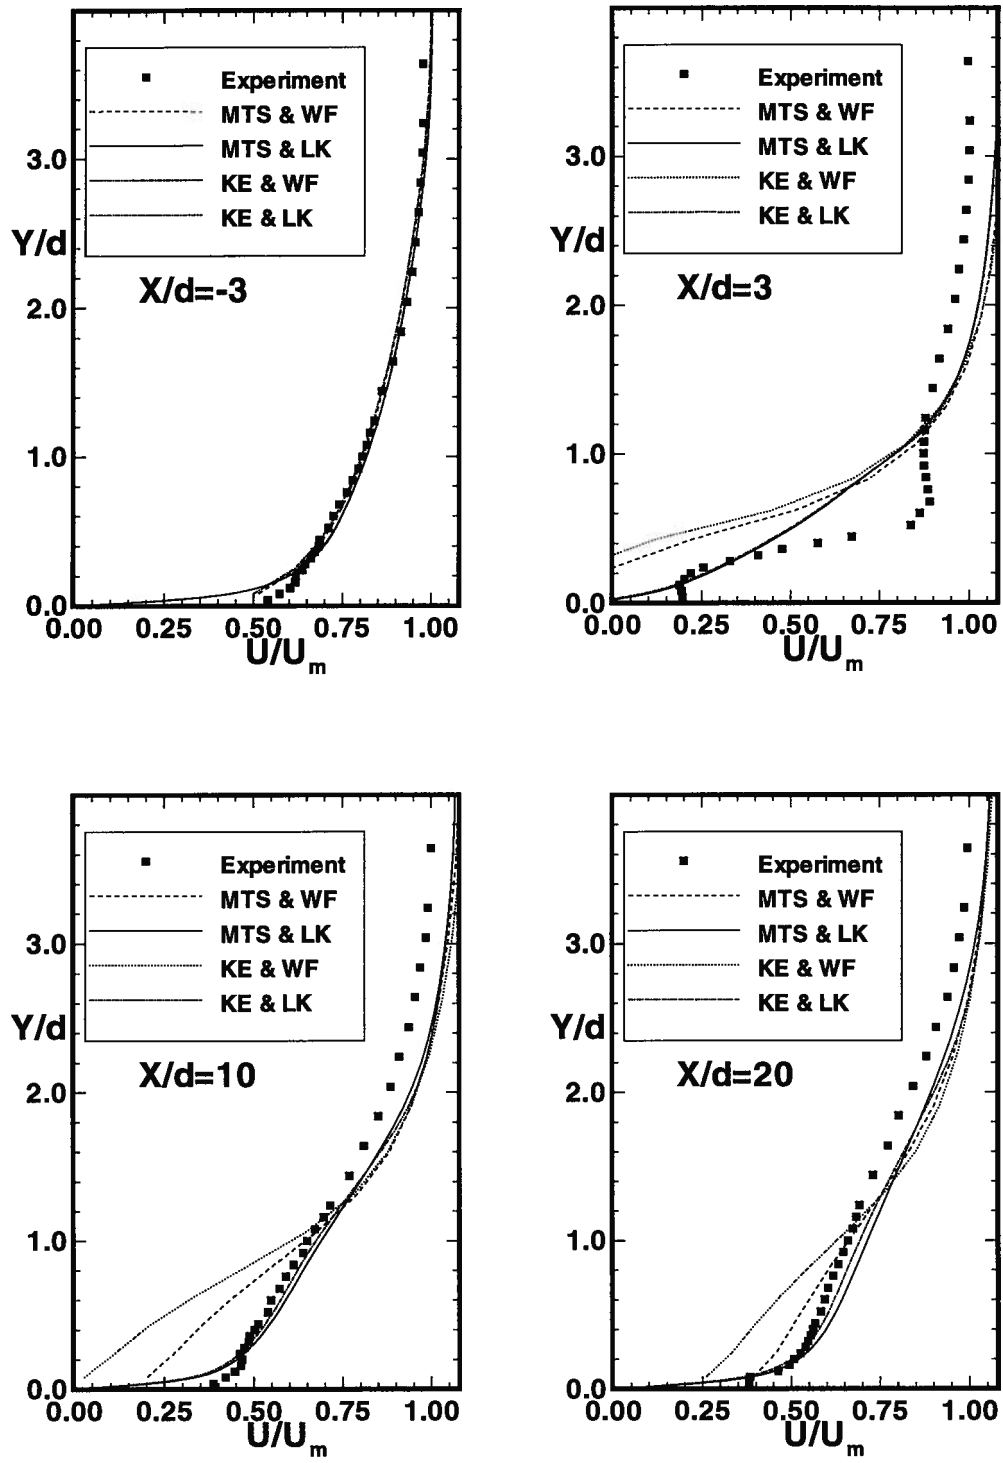 Experiment
MTS & WF
MTS & LK
KE & WF
KE & LK
3.0
Y/d
X/d=-3
2.0
1.0
0.0
0.00 0.25 0.50 0.75 1.00
U/Um
Experiment
MTS & WF
MTS & LK
KE & WF
KE & LK
3.0
Y/d
X/d=3
2.0
1.0
0.0
0.00 0.25 0.50 0.75 1.00
U/Um
Experiment
MTS & WF
MTS & LK
KE & WF
KE & LK
3.0
Y/d
X/d=10
2.0
1.0
0.0
0.00 0.25 0.50 0.75 1.00
U/Um
Experiment
MTS & WF
MTS & LK
KE & WF
KE & LK
3.0
Y/d
X/d=20
2.0
1.0
0.0
0.00 0.25 0.50 0.75 1.00
U/Um